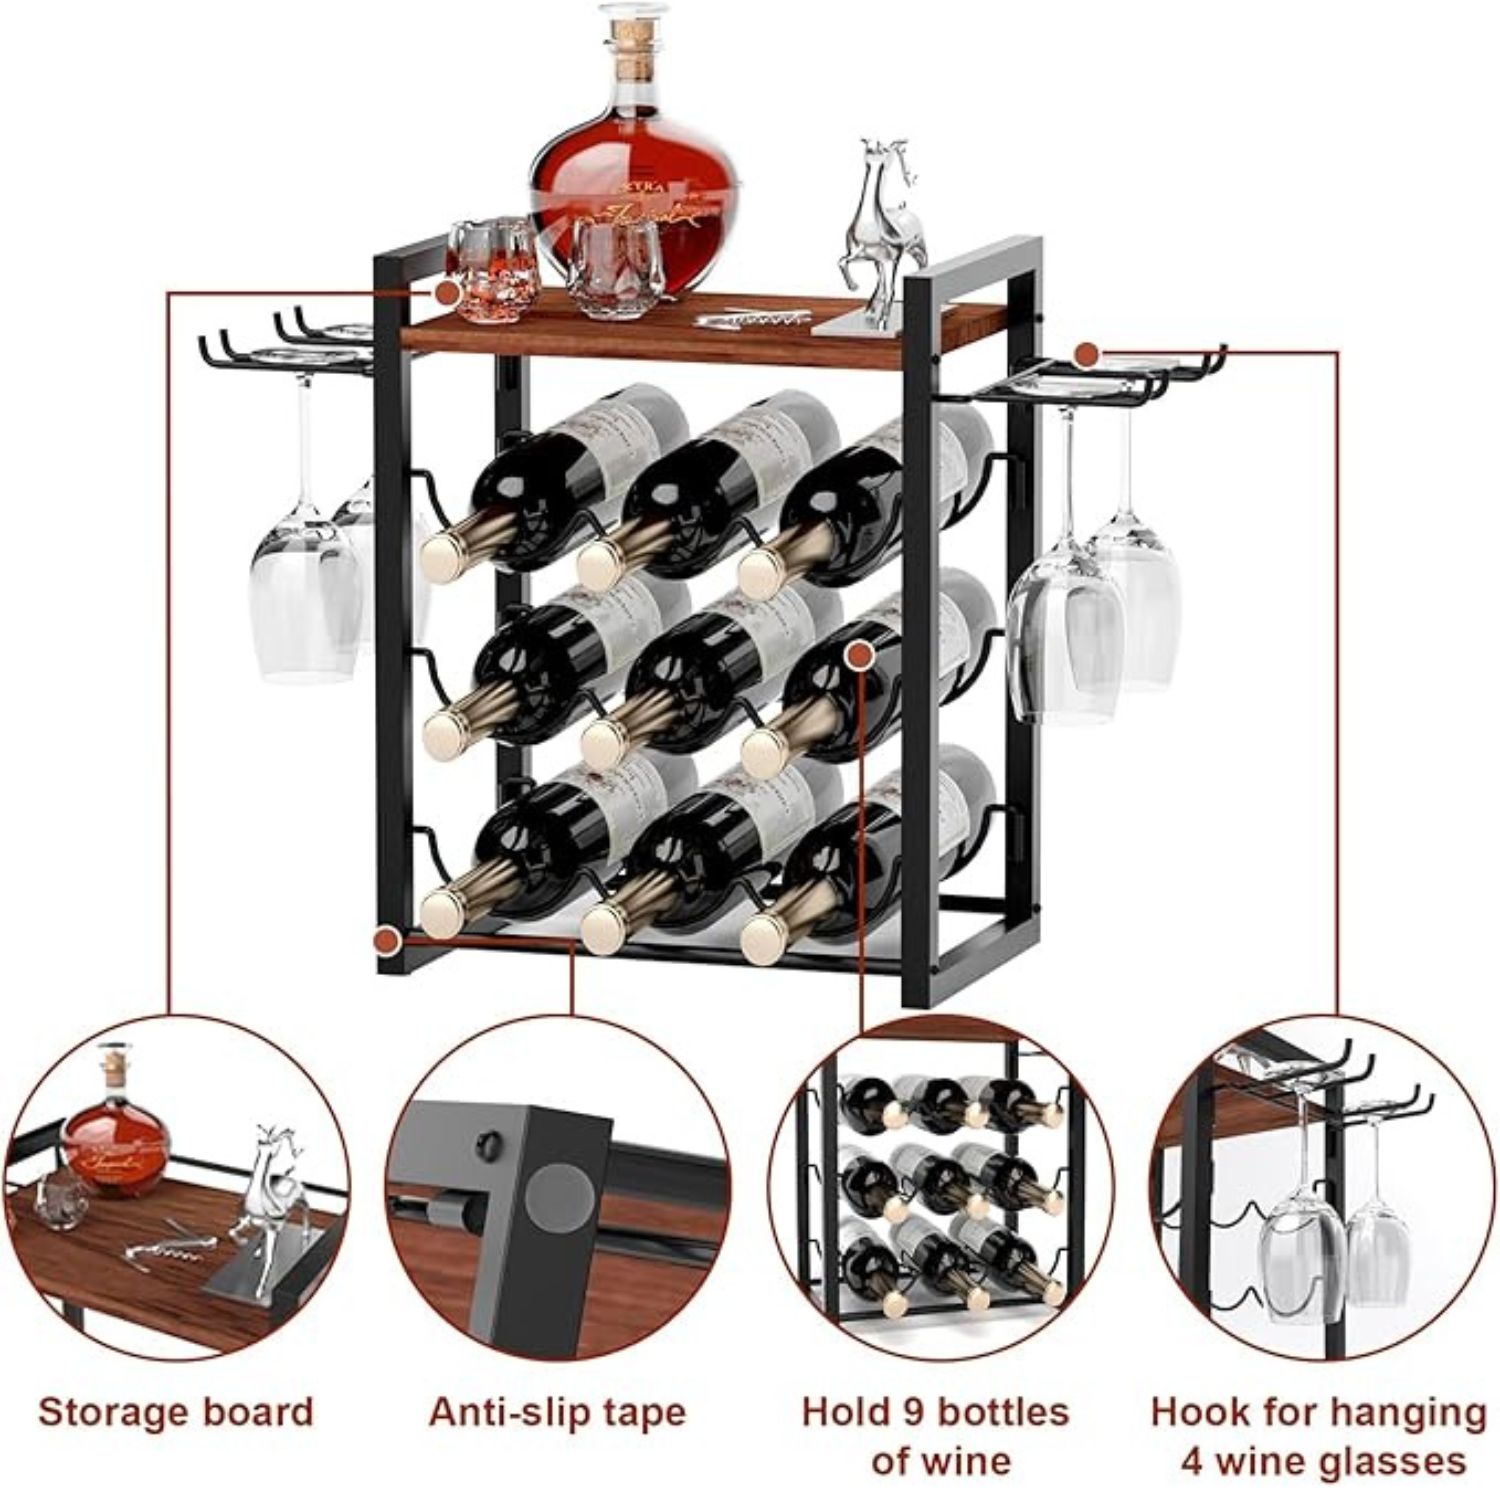 Storage board
Anti-slip tape
Hold 9 bottles
of wine
Hook for hanging
4 wine glasses